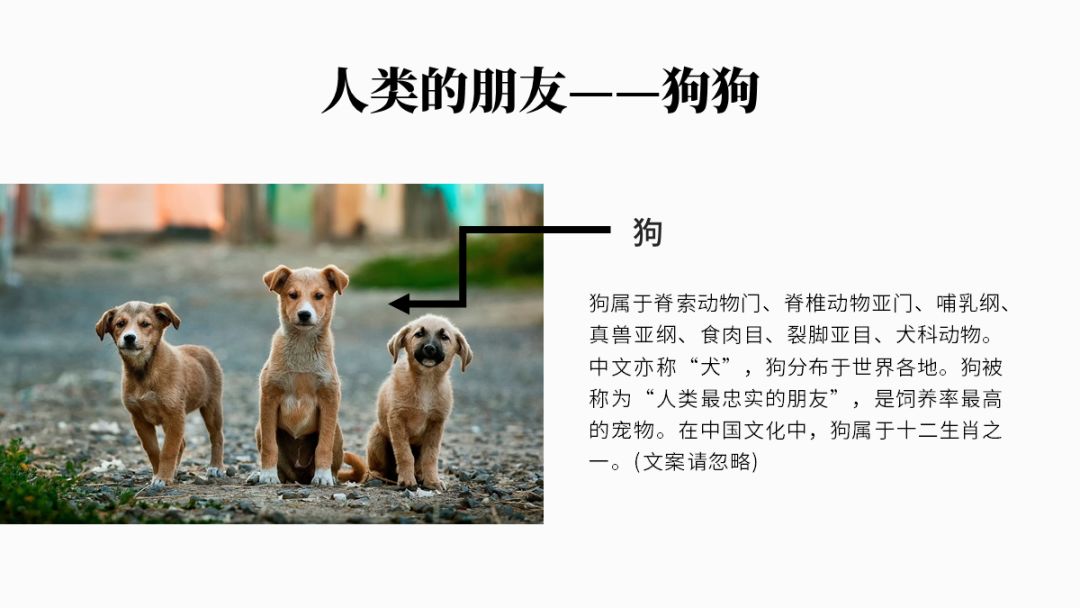 人类的朋友——狗狗
狗
狗属于脊索动物门、脊椎动物亚门、哺乳纲、
真兽亚纲、食肉目、裂脚亚目、犬科动物。
中文亦称“犬”，狗分布于世界各地。狗被
称为“人类最忠实的朋友”，是饲养率最高
的宠物。在中国文化中，狗属于十二生肖之
一。(文案请忽略)